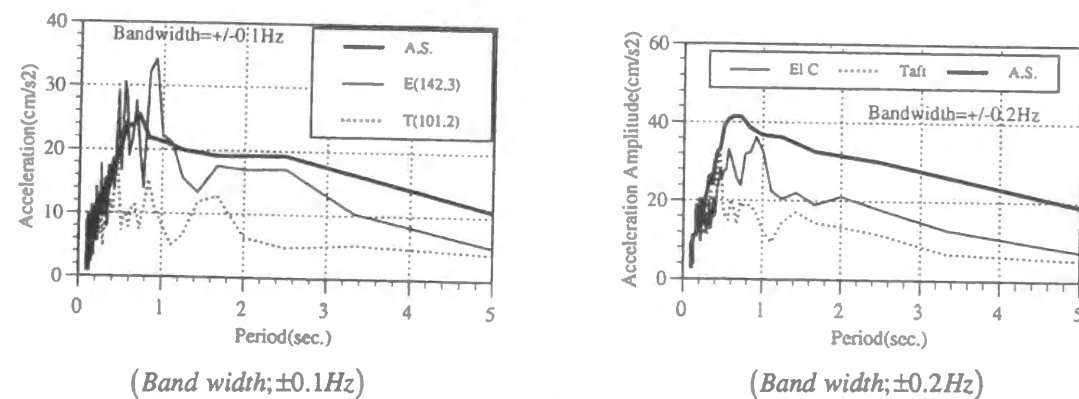 40
30
20
10
0
Acceleration(cm/s2)
Bandwidth=+/-0.1Hz
A.S.
E(142.3)
T(101.2)
0 1 2 3 4 5
Period(sec.)
(Band width;±0.1Hz)
60
40
20
0
Acceleration Amplitude(cm/s2)
El C Taft A.S.
Bandwidth=+/-0.2Hz
0 1 2 3 4 5
Period(sec.)
(Band width;±0.2Hz)